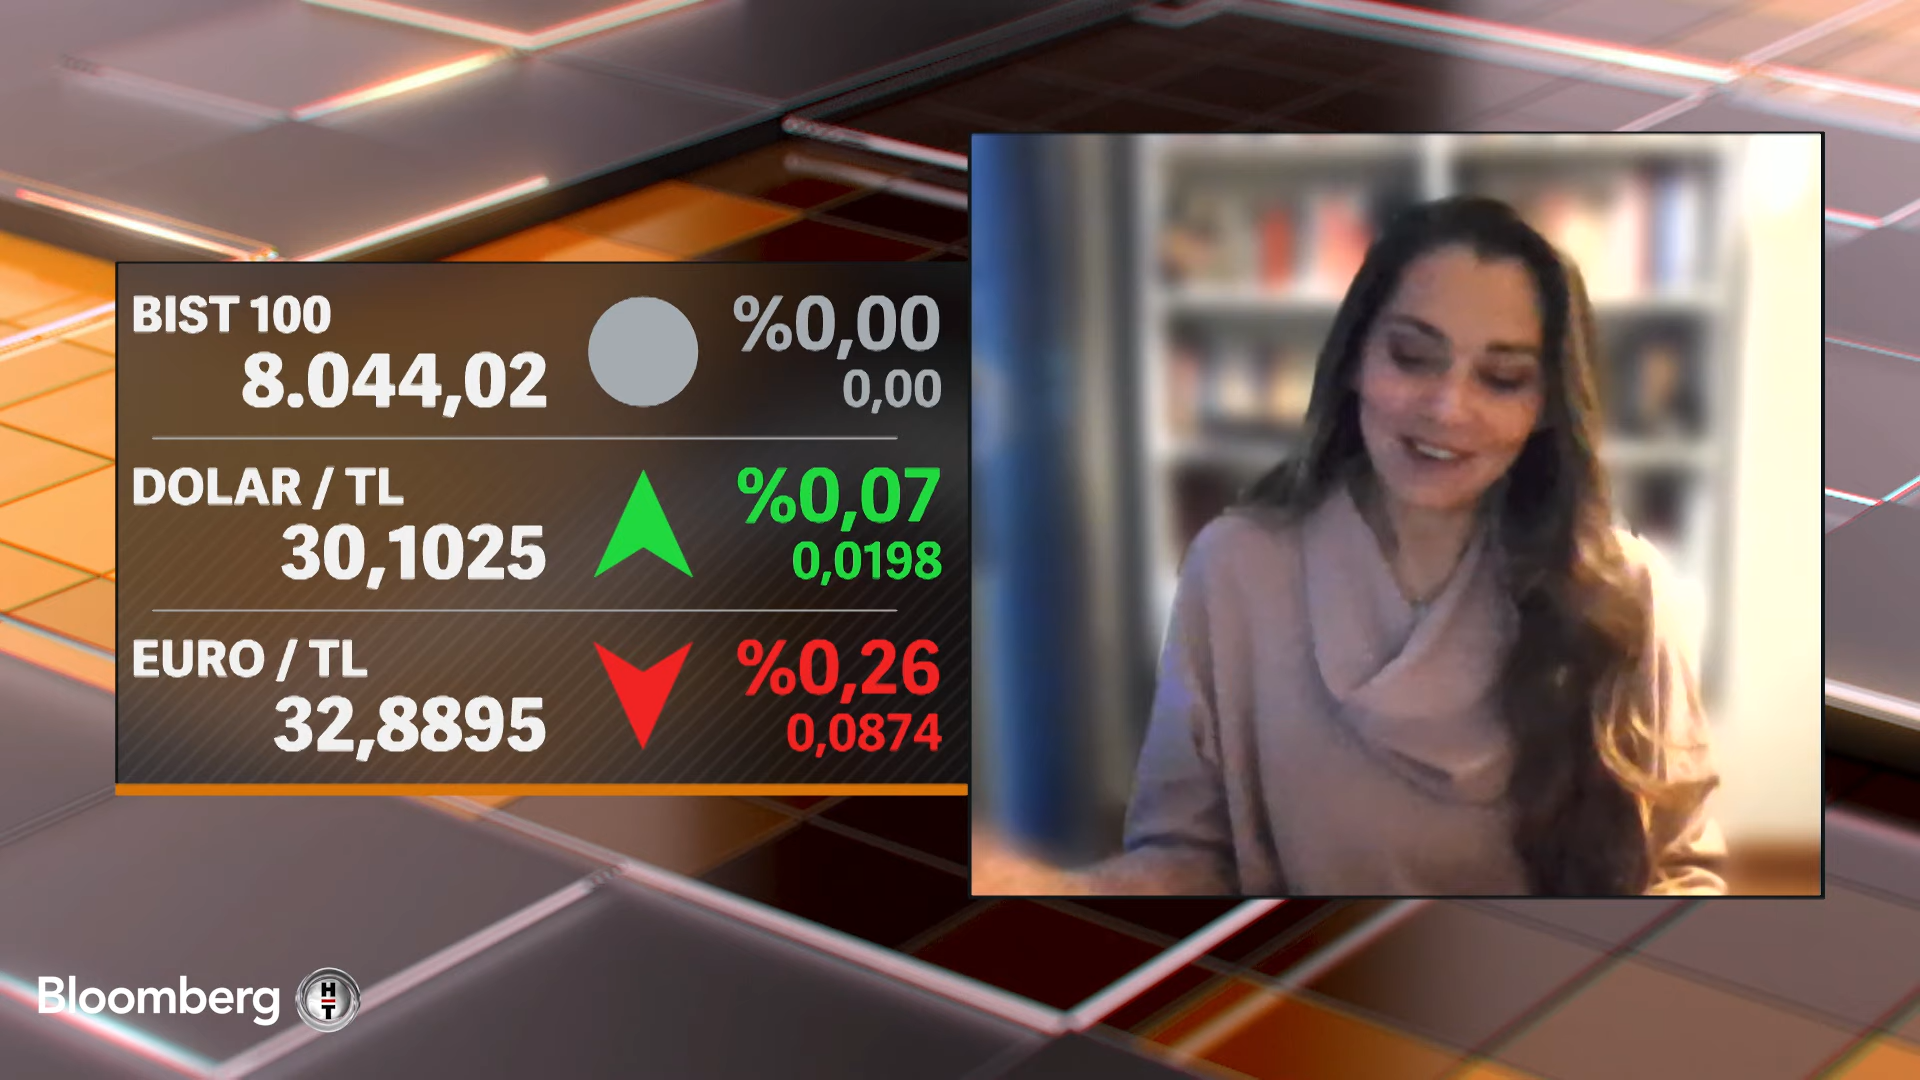 BIST 100
8.044,02
%0,00
0,00
DOLAR / TL
30,1025
%0,07
0,0198
EURO / TL
32,8895
%0,26
0,0874
Bloomberg HT